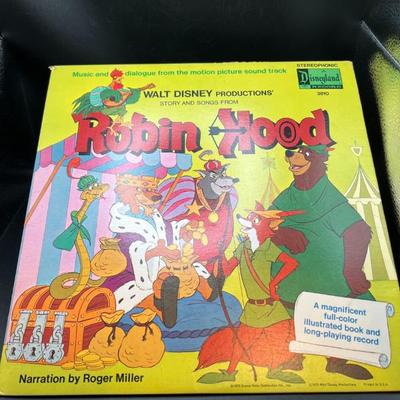 STEREOPHONIC
Music and dialogue from the motion picture sound track
Disneyland
3810
WALT DISNEY PRODUCTIONS'
STORY AND SONGS FROM
Robin Hood
A magnificent
full-color
illustrated book and
long-playing record
Narration by Roger Miller